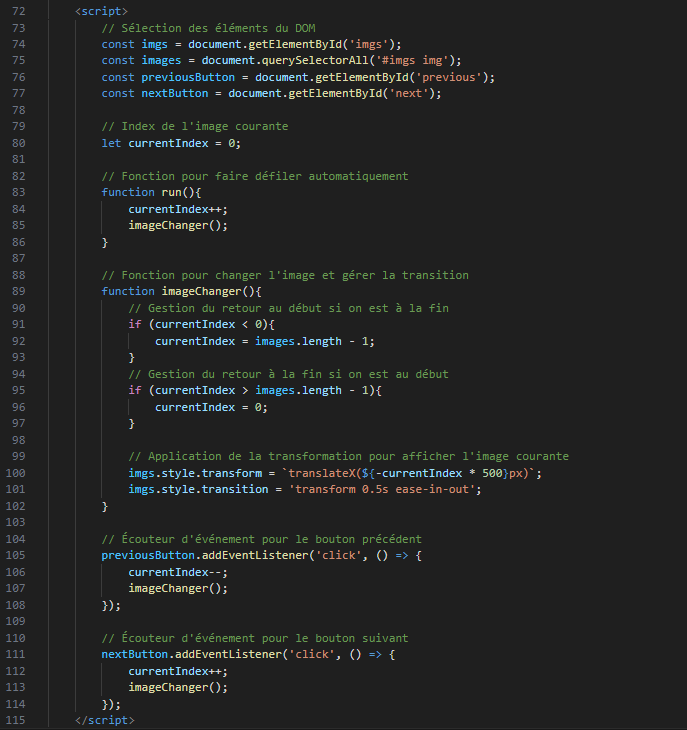 72 <script>
73 // Sélection des éléments du DOM
74 const imgs = document.getElementById('imgs');
75 const images = document.querySelectorAll('#imgs img');
76 const previousButton = document.getElementById('previous');
77 const nextButton = document.getElementById('next');
78
79 // Index de l'image courante
80 let currentIndex = 0;
81
82 // Fonction pour faire défiler automatiquement
83 function run(){
84 currentIndex++;
85 imageChanger();
86 }
87
88 // Fonction pour changer l'image et gérer la transition
89 function imageChanger(){
90 // Gestion du retour au début si on est à la fin
91 if (currentIndex < 0){
92 currentIndex = images.length - 1;
93 }
94 // Gestion du retour à la fin si on est au début
95 if (currentIndex > images.length - 1){
96 currentIndex = 0;
97 }
98
99 // Application de la transformation pour afficher l'image courante
100 imgs.style.transform = `translateX(${-currentIndex * 500}px)`;
101 imgs.style.transition = 'transform 0.5s ease-in-out';
102 }
103
104 // Écouteur d'événement pour le bouton précédent
105 previousButton.addEventListener('click', () => {
106 currentIndex--;
107 imageChanger();
108 });
109
110 // Écouteur d'événement pour le bouton suivant
111 nextButton.addEventListener('click', () => {
112 currentIndex++;
113 imageChanger();
114 });
115 </script>